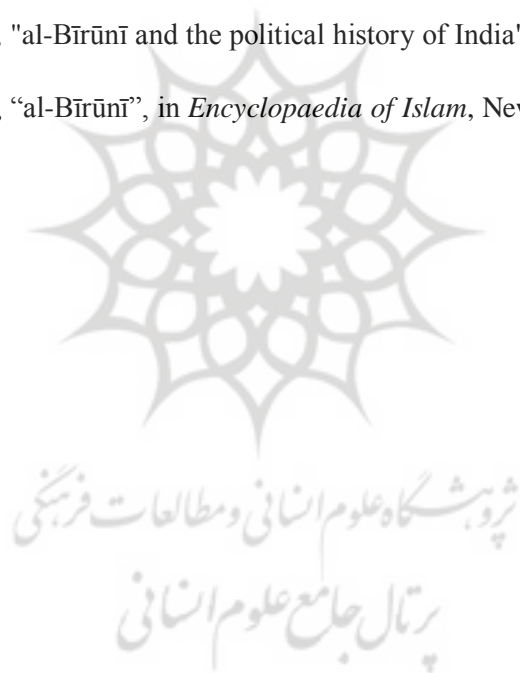 , "al-Bīrūnī and the political history of India"
, “al-Bīrūnī”, in Encyclopaedia of Islam, New
پژوهشگاه علوم انسانی و مطالعات فرهنگی
پرتال جامع علوم انسانی